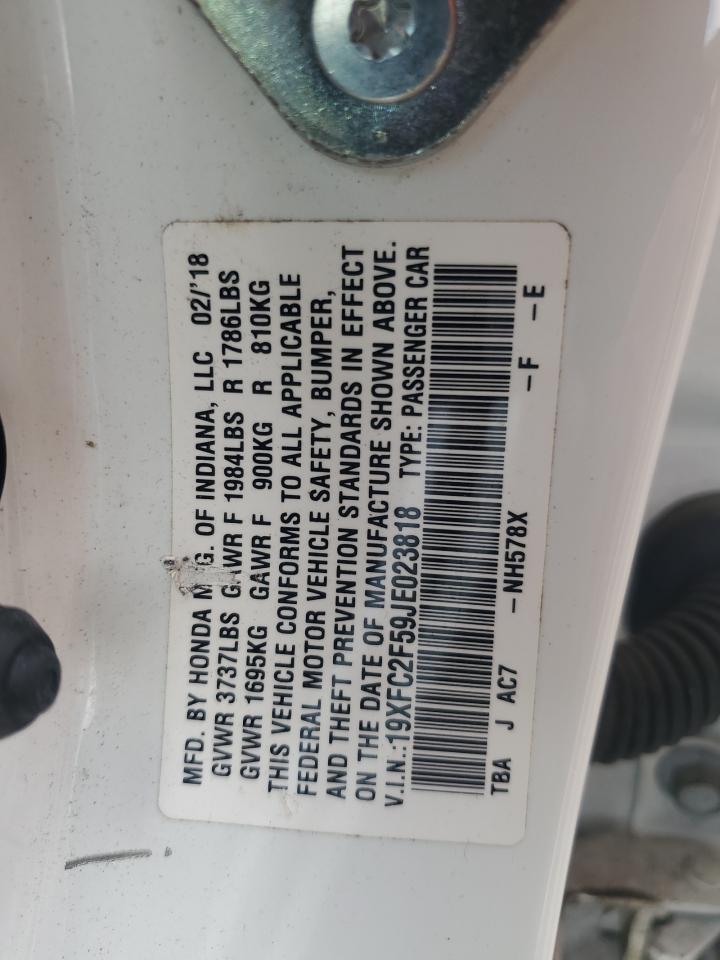 MFD. BY HONDA M G. OF INDIANA, LLC 02/'18
GVWR 3737LBS GAWR F 1984LBS R 1786LBS
GVWR 1695KG GAWR F 900KG R 810KG
THIS VEHICLE CONFORMS TO ALL APPLICABLE
FEDERAL MOTOR VEHICLE SAFETY, BUMPER,
AND THEFT PREVENTION STANDARDS IN EFFECT
ON THE DATE OF MANUFACTURE SHOWN ABOVE.
V.I.N.:19XFC2F59JE023818 TYPE: PASSENGER CAR
TBA J AC7 – NH578X – F – E